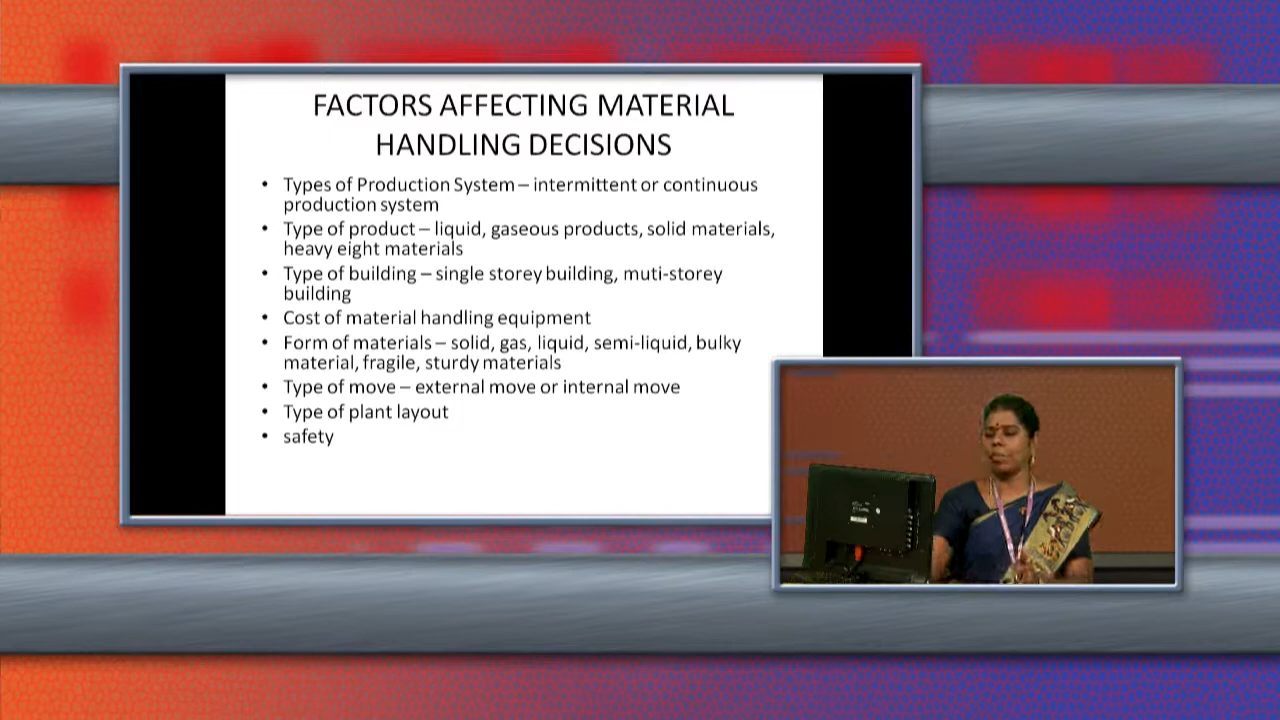 FACTORS AFFECTING MATERIAL
HANDLING DECISIONS
• Types of Production System – intermittent or continuous
production system
• Type of product – liquid, gaseous products, solid materials,
heavy eight materials
• Type of building – single storey building, muti-storey
building
• Cost of material handling equipment
• Form of materials – solid, gas, liquid, semi-liquid, bulky
material, fragile, sturdy materials
• Type of move – external move or internal move
• Type of plant layout
• safety